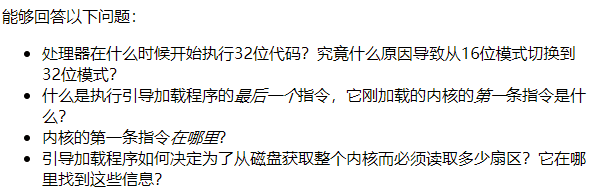 能够回答以下问题：
处理器在什么时候开始执行32位代码？究竟什么原因导致从16位模式切换到
32位模式？
什么是执行引导加载程序的最后一个指令，它刚加载的内核的第一条指令是什
么？
内核的第一条指令在哪里？
引导加载程序如何决定为了从磁盘获取整个内核而必须读取多少扇区？它在哪
里找到这些信息？